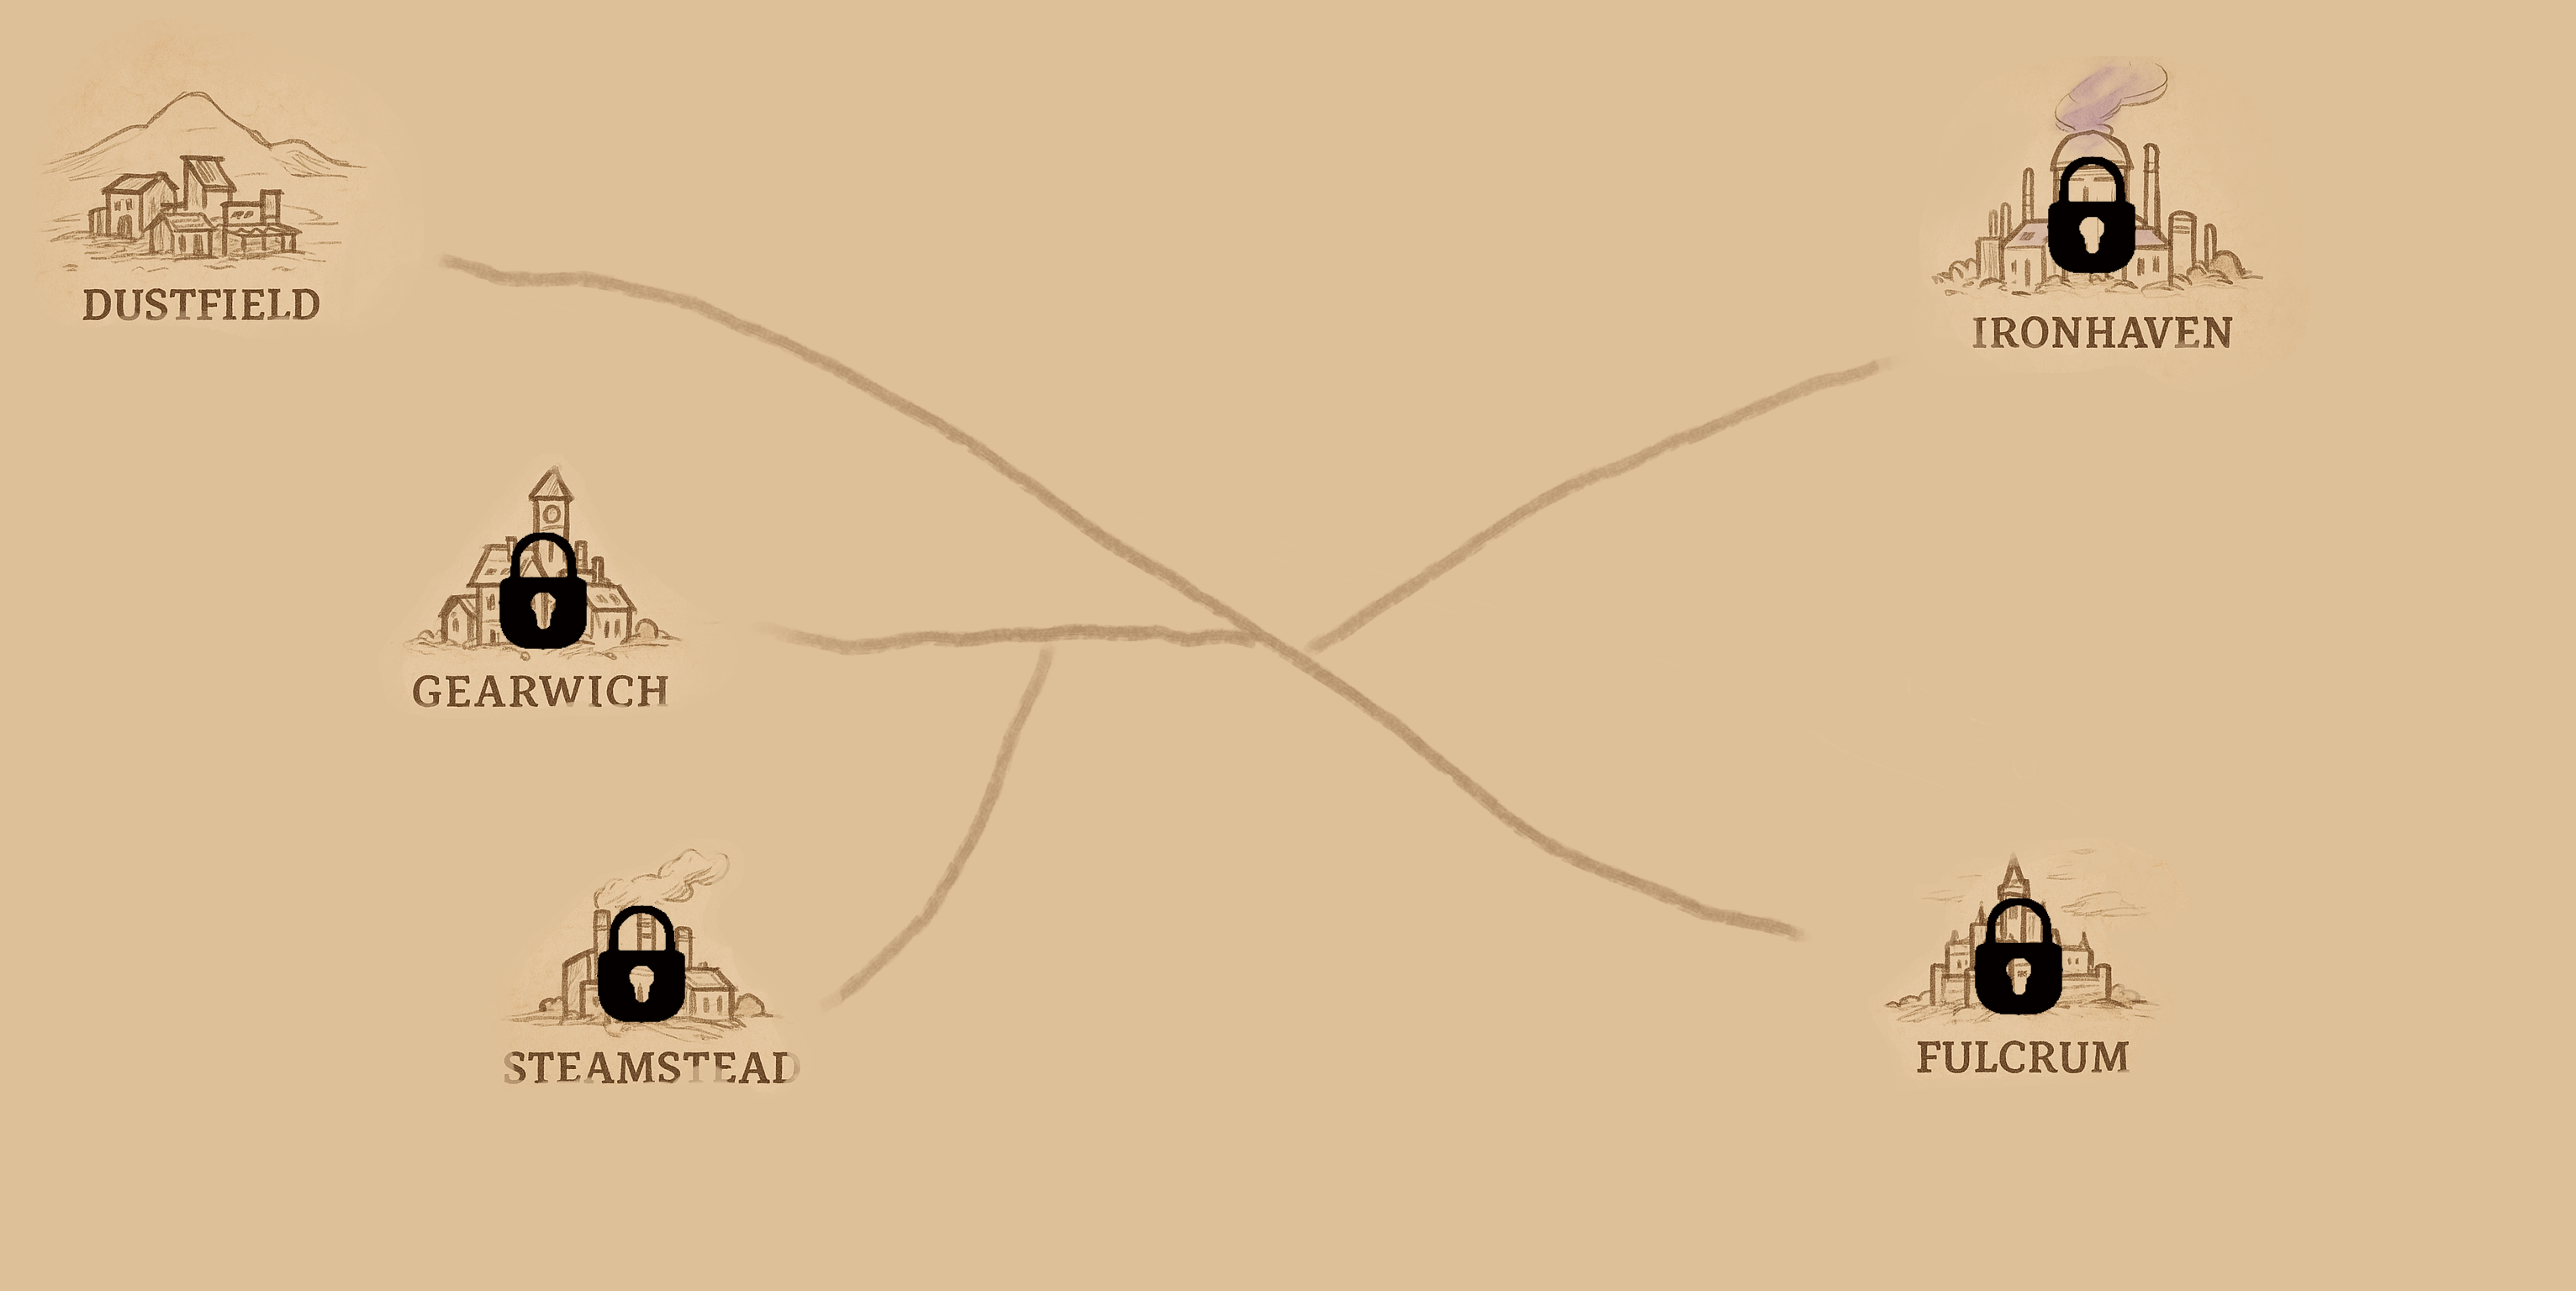 DUSTFIELD
IRONHAVEN
GEARWICH
STEAMSTEAD
FULCRUM